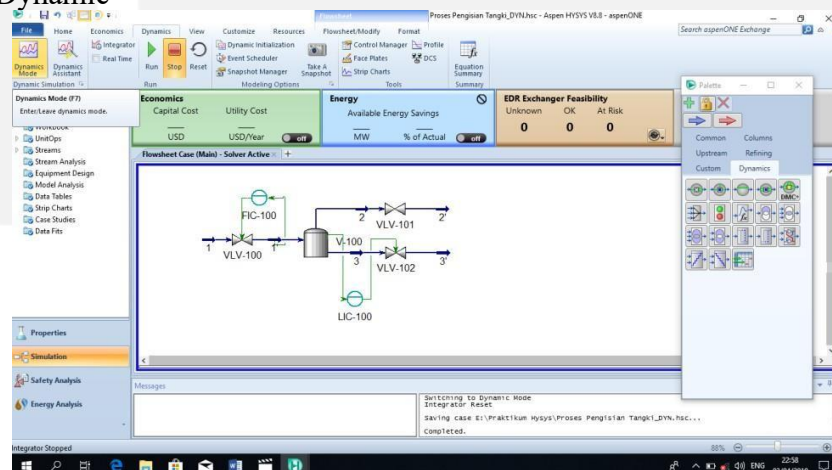 Dynamic
Flowsheet
Proses Pengisian Tangki_DYN.hsc - Aspen HYSYS V8.8 - aspenONE
File Home Economics Dynamics View Customize Resources Flowsheet/Modify Format
Search aspenONE Exchange
Dynamics Mode
Dynamics Assistant
Integrator
Real Time
Run Stop Reset
Dynamic Initialization
Event Scheduler
Snapshot Manager
Take A Snapshot
Control Manager
Face Plates
Strip Charts
Profile
DCS
Equation Summary
Dynamic Simulation
Run
Modeling Options
Tools
Summary
Dynamics Mode (F7)
Enter/Leave dynamics mode.
Workbook
UnitOps
Streams
Stream Analysis
Equipment Design
Model Analysis
Data Tables
Strip Charts
Case Studies
Data Fits
Economics
Capital Cost Utility Cost
USD USD/Year off
Energy
Available Energy Savings
MW % of Actual off
EDR Exchanger Feasibility
Unknown OK At Risk
0 0 0
Flowsheet Case (Main) - Solver Active
FIC-100
1
VLV-100
1'
V-100
2
VLV-101
2'
3
VLV-102
3'
LIC-100
Palette
Common Columns
Upstream Refining
Custom Dynamics
DMC+
Properties
Simulation
Safety Analysis
Energy Analysis
Messages
Switching to Dynamic Mode
Integrator Reset
Saving case E:\Praktikum Hysys\Proses Pengisian Tangki_DYN.hsc...
Completed.
Integrator Stopped
88%
ENG
22:58